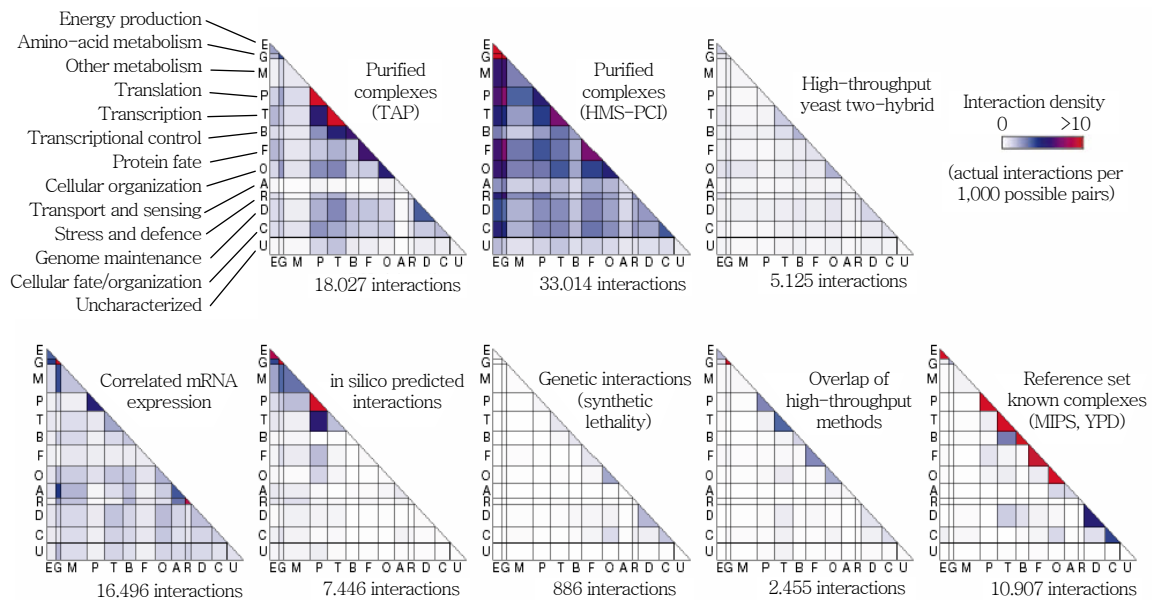 Energy production
Amino-acid metabolism
Other metabolism
Translation
Transcription
Transcriptional control
Protein fate
Cellular organization
Transport and sensing
Stress and defence
Genome maintenance
Cellular fate/organization
Uncharacterized
E
G
M
P
T
B
F
O
A
R
D
C
U
Purified
complexes
(TAP)
E G M P T B F O A R D C U
18.027 interactions
E
G
M
P
T
B
F
O
A
R
D
C
U
Purified
complexes
(HMS-PCI)
E G M P T B F O A R D C U
33.014 interactions
E
G
M
P
T
B
F
O
A
R
D
C
U
High-throughput
yeast two-hybrid
E G M P T B F O A R D C U
5.125 interactions
Interaction density
0 >10
(actual interactions per
1,000 possible pairs)
E
G
M
P
T
B
F
O
A
R
D
C
U
Correlated mRNA
expression
E G M P T B F O A R D C U
16.496 interactions
E
G
M
P
T
B
F
O
A
R
D
C
U
in silico predicted
interactions
E G M P T B F O A R D C U
7.446 interactions
E
G
M
P
T
B
F
O
A
R
D
C
U
Genetic interactions
(synthetic
lethality)
E G M P T B F O A R D C U
886 interactions
E
G
M
P
T
B
F
O
A
R
D
C
U
Overlap of
high-throughput
methods
E G M P T B F O A R D C U
2.455 interactions
E
G
M
P
T
B
F
O
A
R
D
C
U
Reference set
known complexes
(MIPS, YPD)
E G M P T B F O A R D C U
10.907 interactions